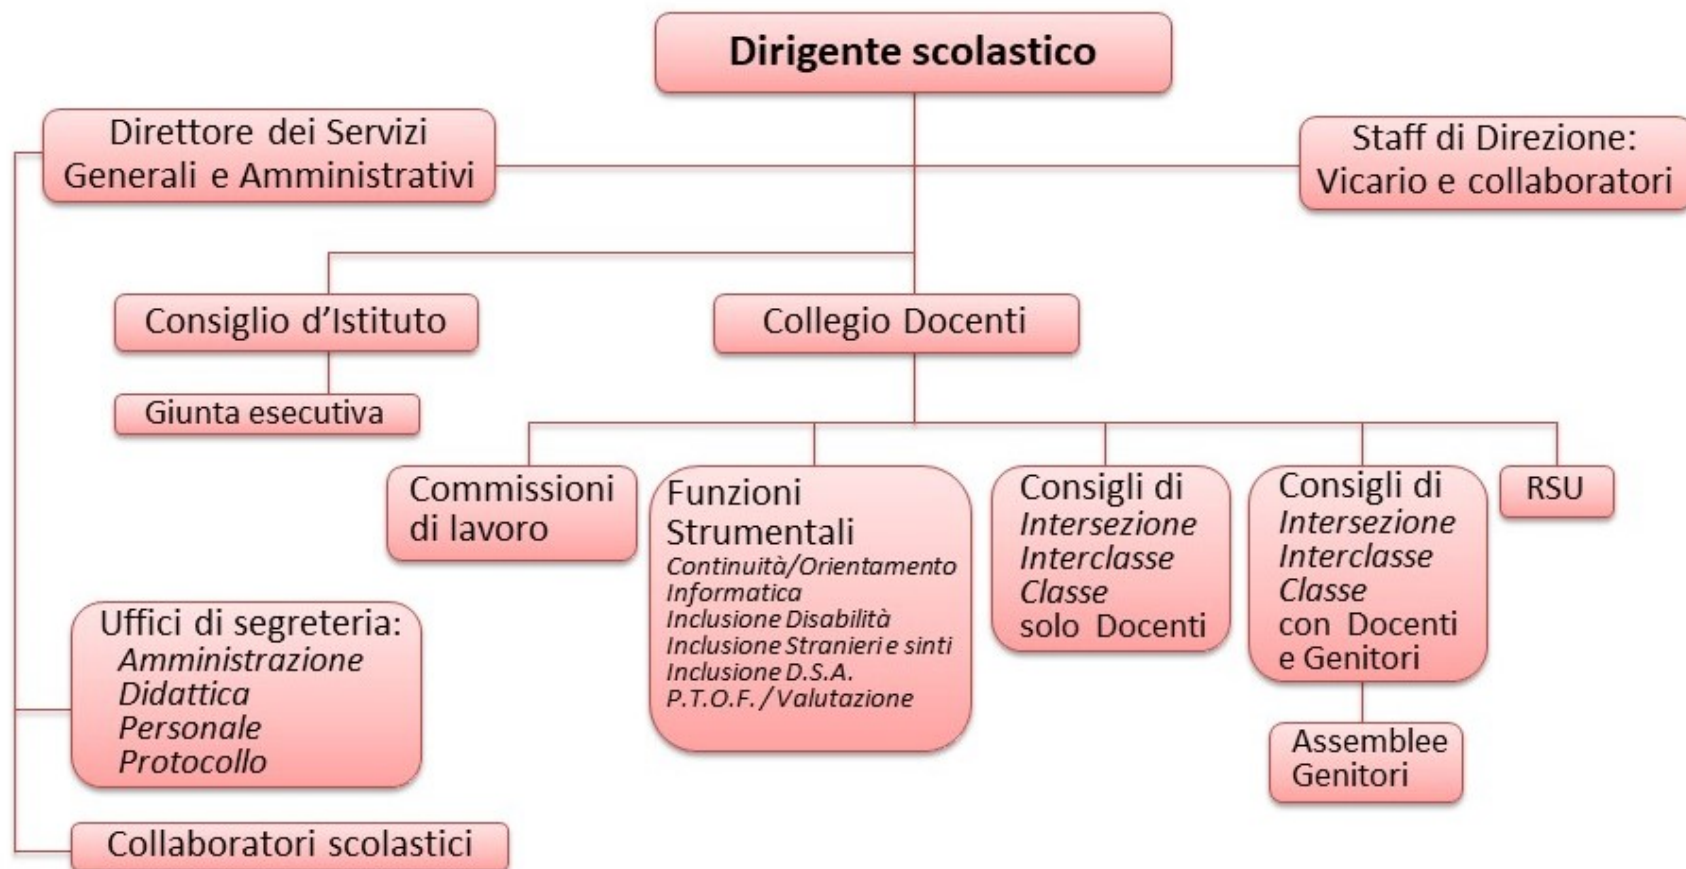 Dirigente scolastico
Direttore dei Servizi
Generali e Amministrativi
Staff di Direzione:
Vicario e collaboratori
Consiglio d’Istituto
Collegio Docenti
Giunta esecutiva
Commissioni
di lavoro
Funzioni
Strumentali
Continuità/Orientamento
Informatica
Inclusione Disabilità
Inclusione Stranieri e sinti
Inclusione D.S.A.
P.T.O.F. / Valutazione
Consigli di
Intersezione
Interclasse
Classe
solo Docenti
Consigli di
Intersezione
Interclasse
Classe
con Docenti
e Genitori
RSU
Assemblee
Genitori
Uffici di segreteria:
Amministrazione
Didattica
Personale
Protocollo
Collaboratori scolastici